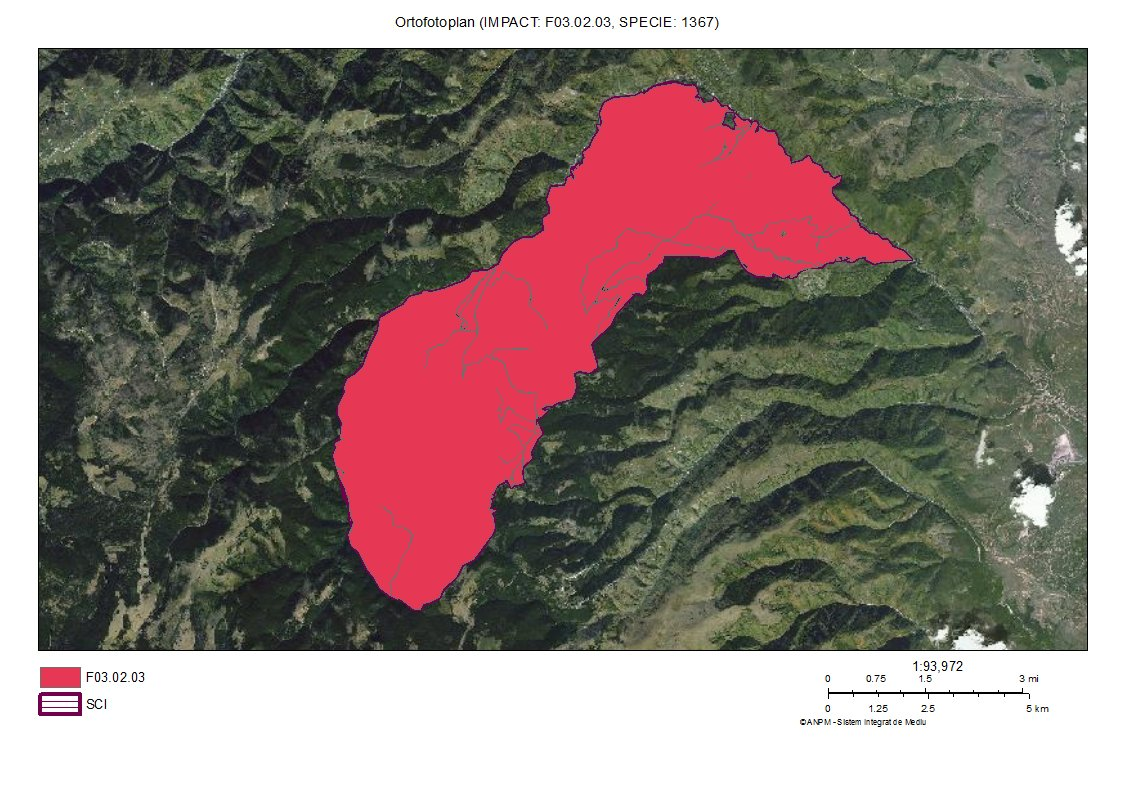 Ortofotoplan (IMPACT: F03.02.03, SPECIE: 1367)
F03.02.03
SCI
1:93,972
0 0.75 1.5 3 mi
0 1.25 2.5 5 km
©ANPM - Sistem Integrat de Mediu